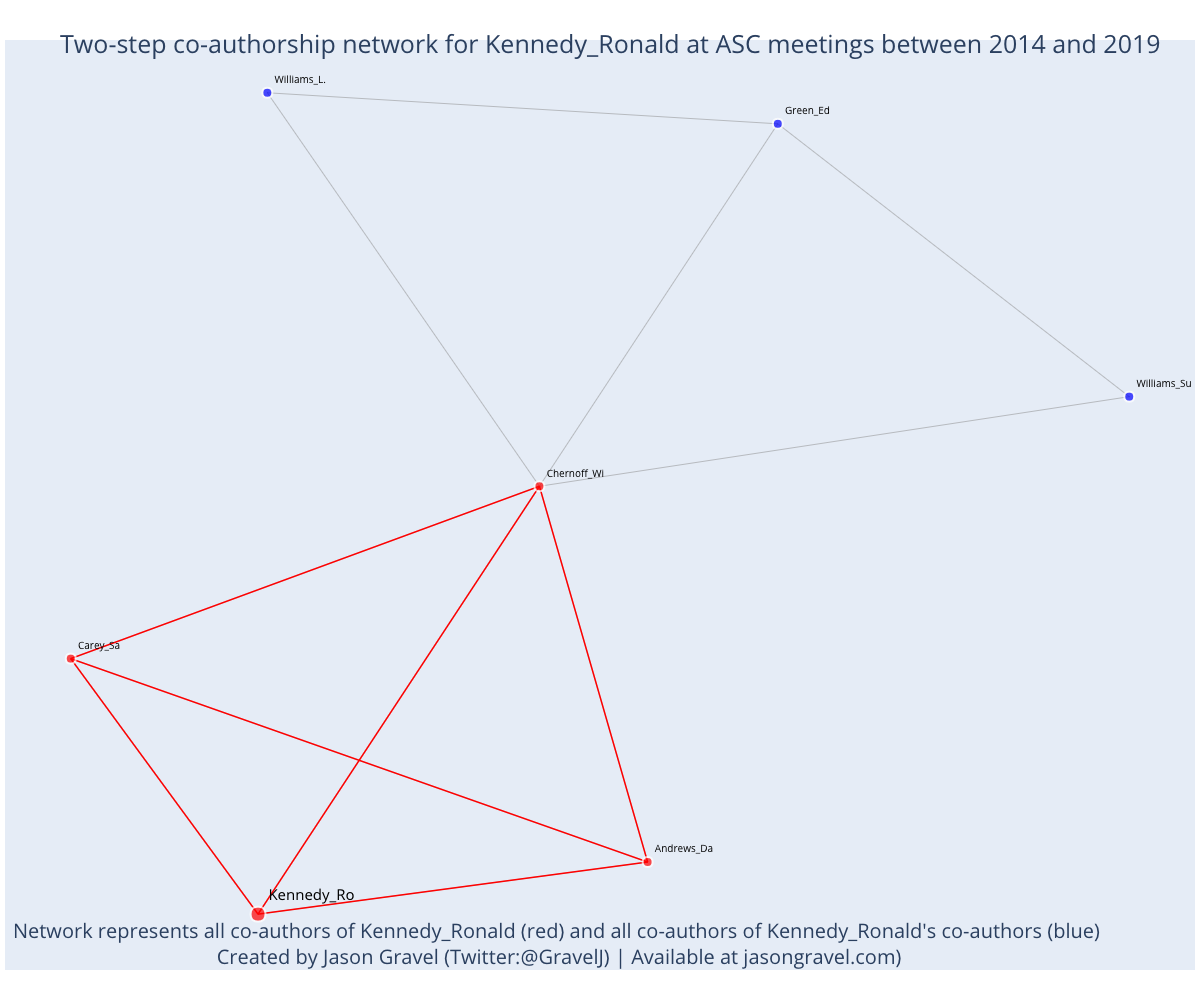 Two-step co-authorship network for Kennedy_Ronald at ASC meetings between 2014 and 2019
Williams_L.
Green_Ed
Williams_Su
Chernoff_Wi
Carey_Sa
Andrews_Da
Kennedy_Ro
Network represents all co-authors of Kennedy_Ronald (red) and all co-authors of Kennedy_Ronald's co-authors (blue)
Created by Jason Gravel (Twitter:@GravelJ) | Available at jasongravel.com)